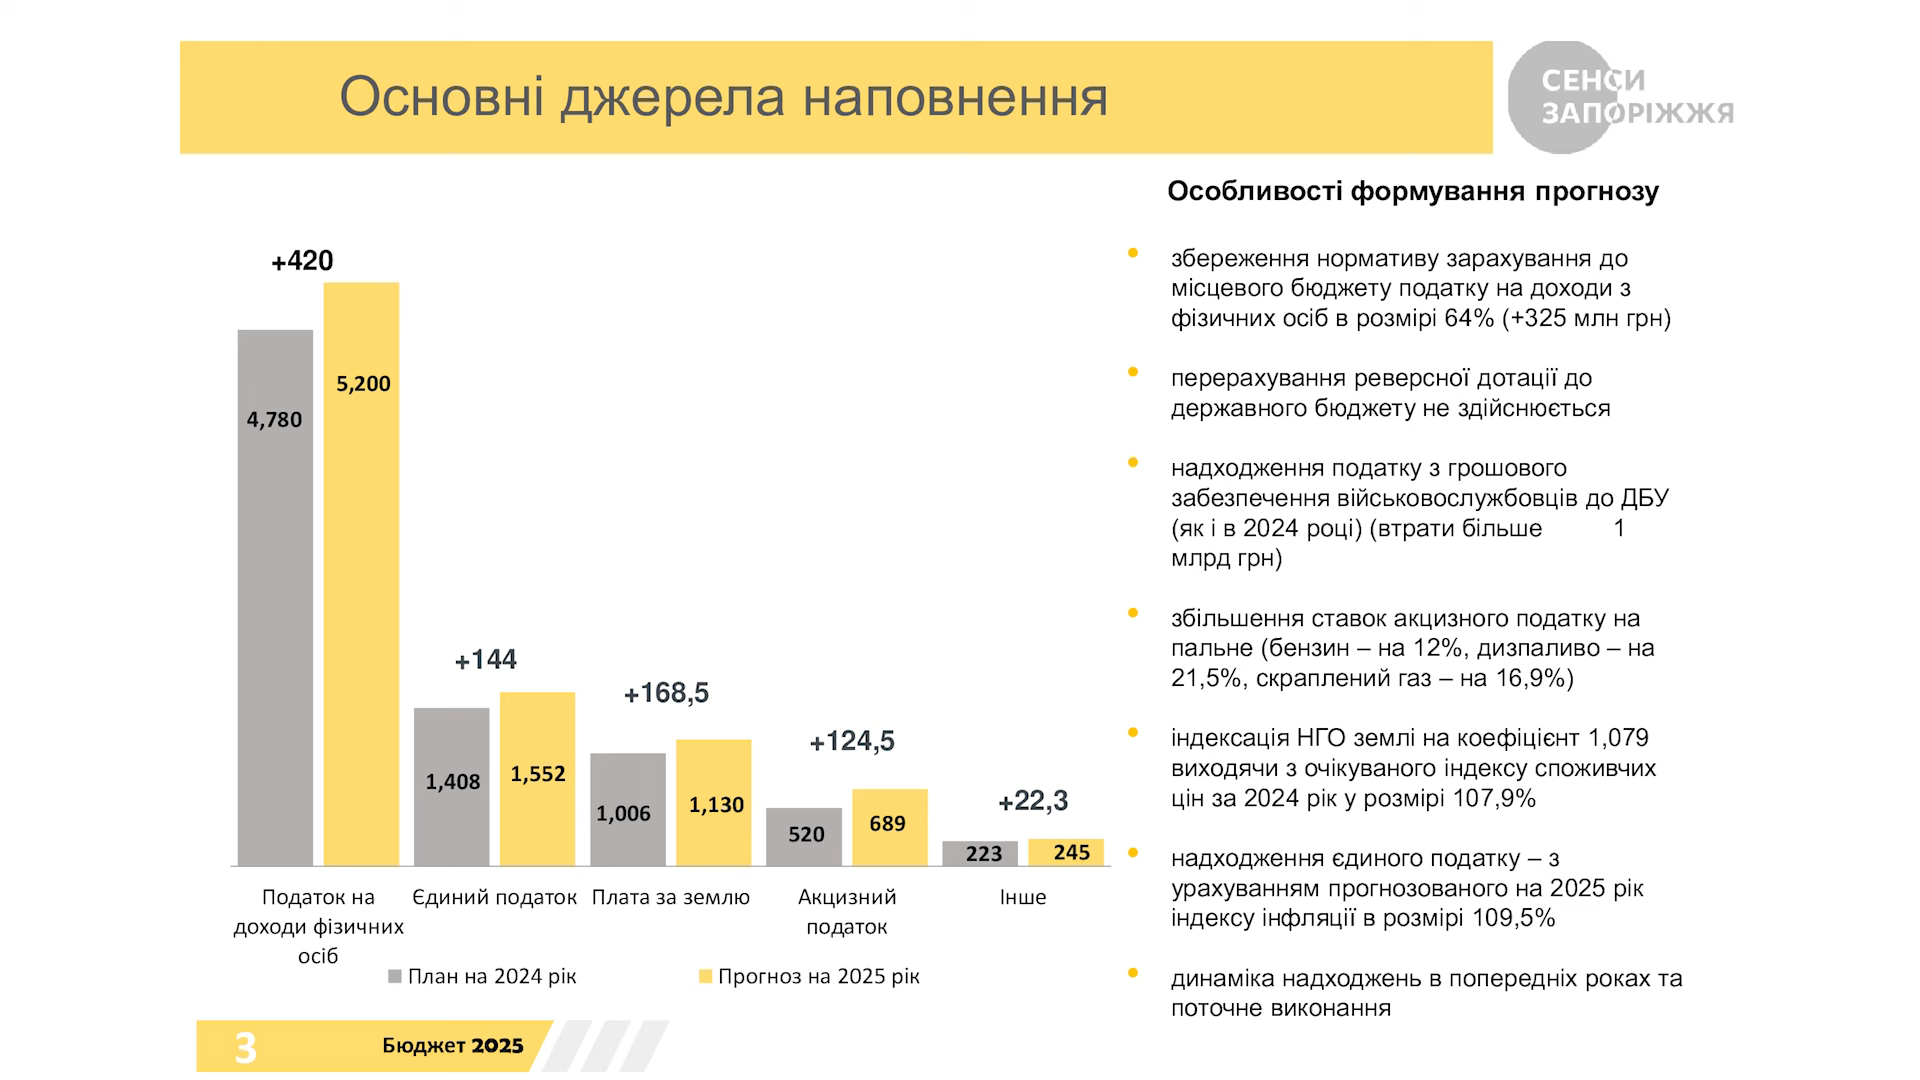 Основні джерела наповнення
СЕНСИ
ЗАПОРІЖЖЯ
+420
4,780
5,200
+144
1,408
1,552
+168,5
1,006
1,130
+124,5
520
689
+22,3
223
245
Податок на
доходи фізичних
осіб
Єдиний податок
Плата за землю
Акцизний
податок
Інше
План на 2024 рік
Прогноз на 2025 рік
Особливості формування прогнозу
• збереження нормативу зарахування до
місцевого бюджету податку на доходи з
фізичних осіб в розмірі 64% (+325 млн грн)
• перерахування реверсної дотації до
державного бюджету не здійснюється
• надходження податку з грошового
забезпечення військовослужбовців до ДБУ
(як і в 2024 році) (втрати більше 1
млрд грн)
• збільшення ставок акцизного податку на
пальне (бензин – на 12%, дизпаливо – на
21,5%, скраплений газ – на 16,9%)
• індексація НГО землі на коефіцієнт 1,079
виходячи з очікуваного індексу споживчих
цін за 2024 рік у розмірі 107,9%
• надходження єдиного податку – з
урахуванням прогнозованого на 2025 рік
індексу інфляції в розмірі 109,5%
• динаміка надходжень в попередніх роках та
поточне виконання
3
Бюджет 2025